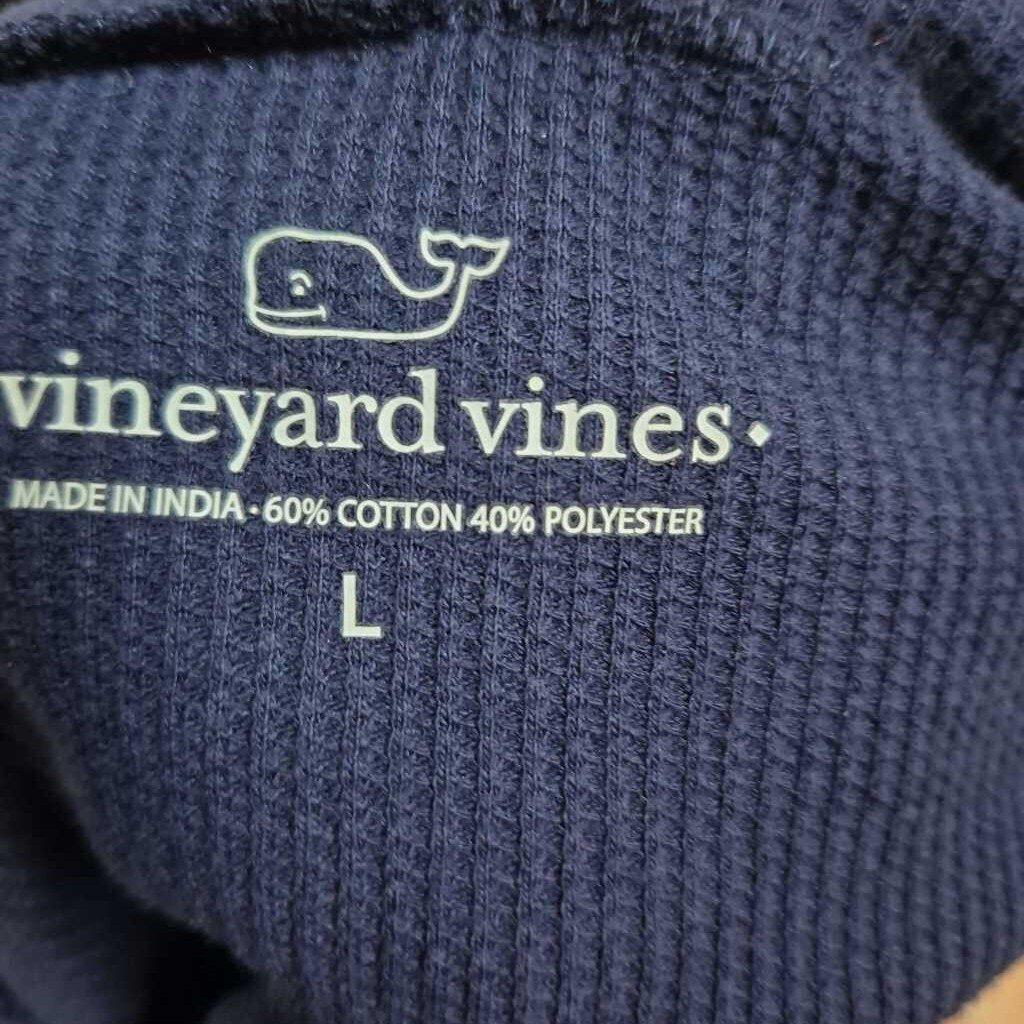 vineyard vines
MADE IN INDIA · 60% COTTON 40% POLYESTER
L